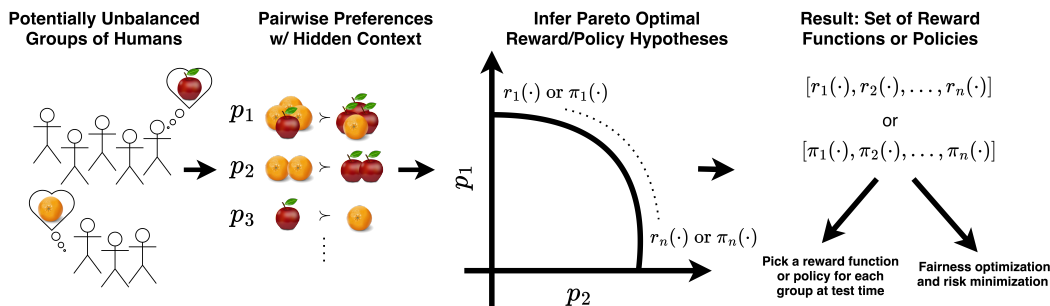 Potentially Unbalanced
Groups of Humans
Pairwise Preferences
w/ Hidden Context
p₁ ≻
p₂ ≻
p₃ ≻
⋮
Infer Pareto Optimal
Reward/Policy Hypotheses
r₁(·) or π₁(·)
p₁
rₙ(·) or πₙ(·)
p₂
Result: Set of Reward
Functions or Policies
[r₁(·), r₂(·), . . . , rₙ(·)]
or
[π₁(·), π₂(·), . . . , πₙ(·)]
Pick a reward function
or policy for each
group at test time
Fairness optimization
and risk minimization